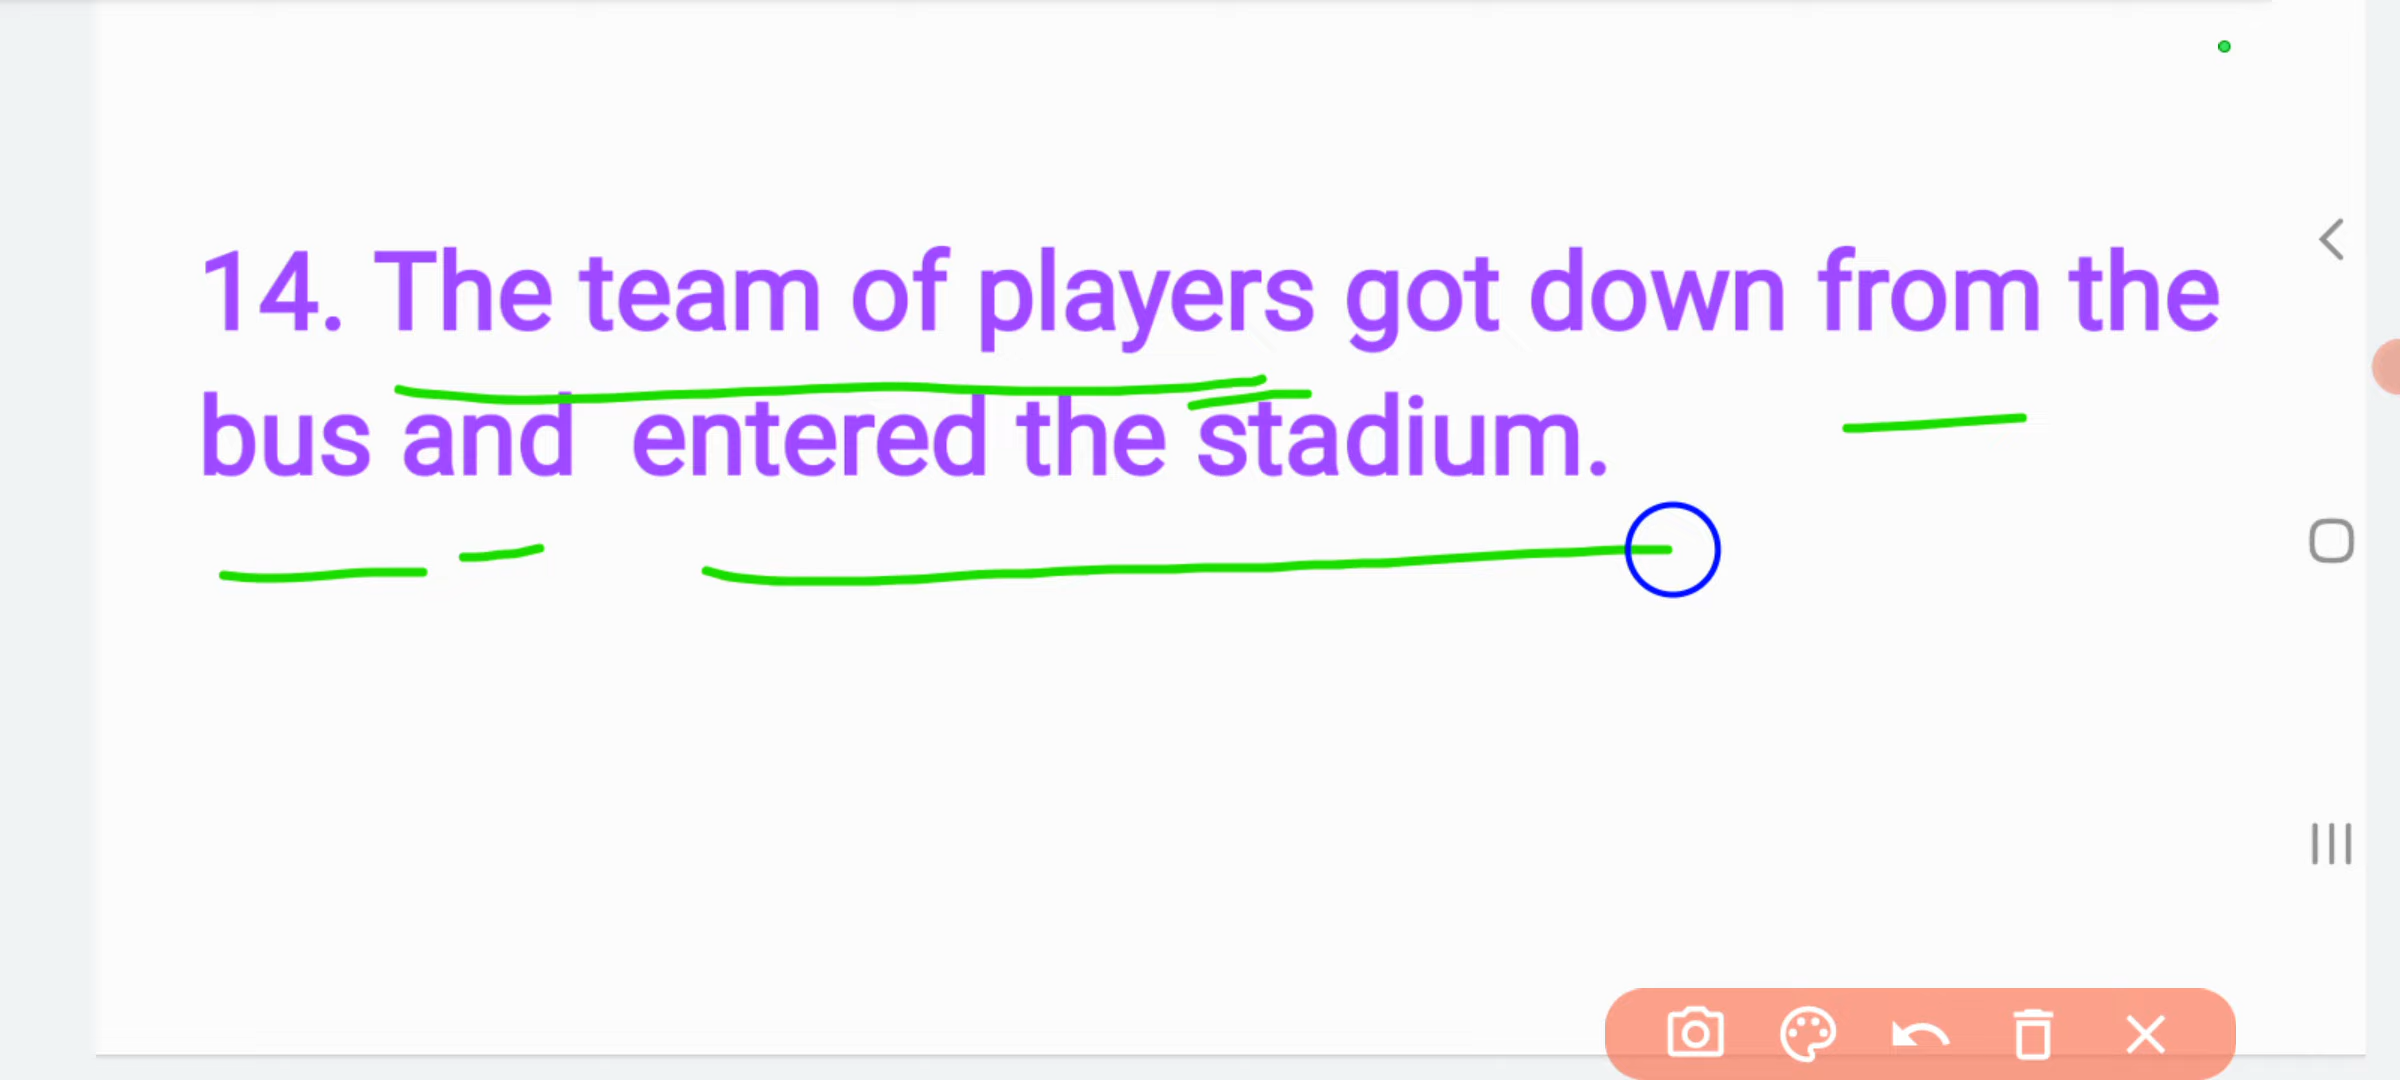 14. The team of players got down from the
bus and  entered the stadium.